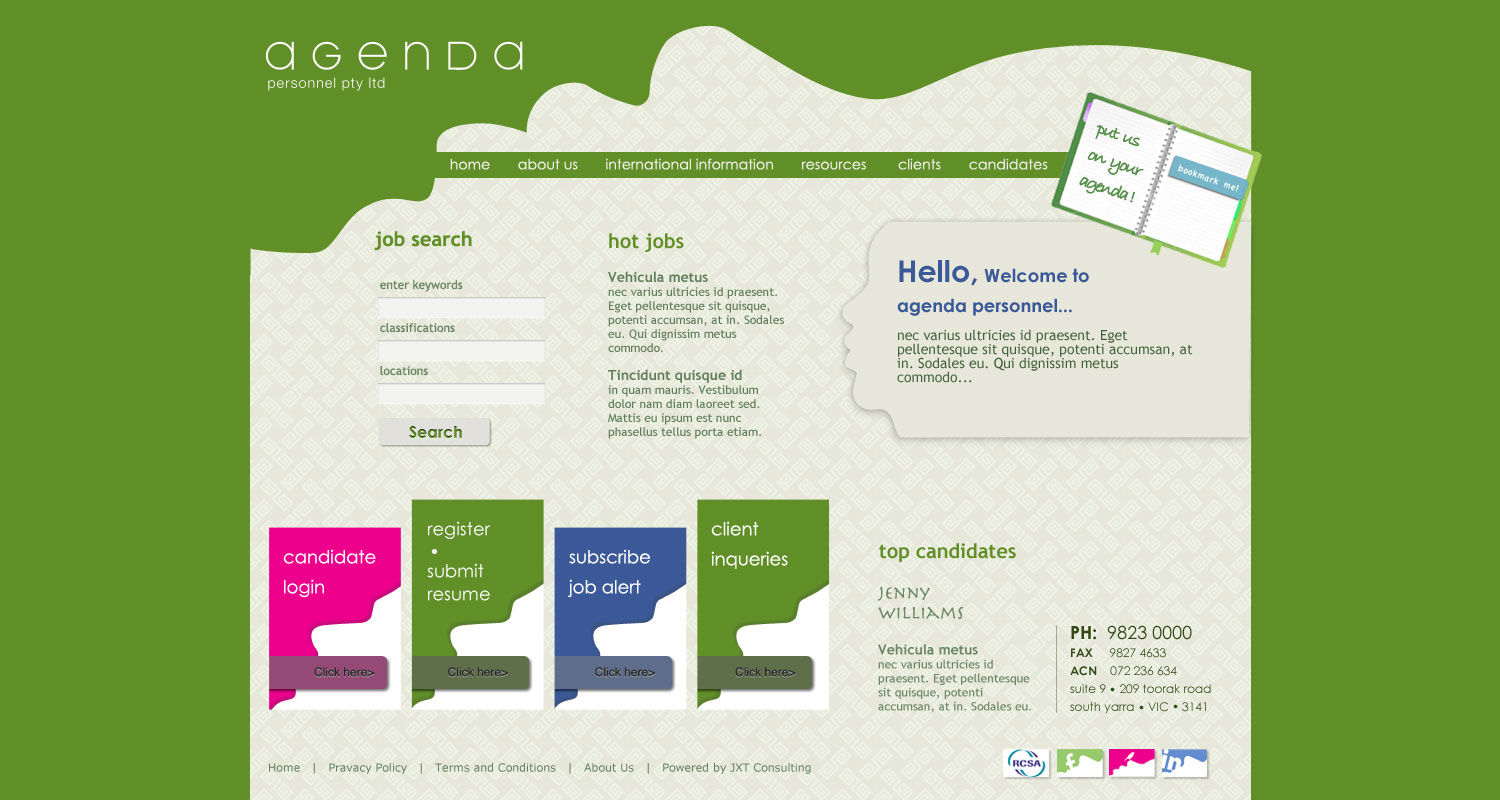 agenda
personnel pty ltd
home about us international information resources clients candidates
put us
on your
agenda!
bookmark me!
job search
enter keywords
classifications
locations
Search
hot jobs
Vehicula metus
nec varius ultricies id praesent.
Eget pellentesque sit quisque,
potenti accumsan, at in. Sodales
eu. Qui dignissim metus
commodo.
Tincidunt quisque id
in quam mauris. Vestibulum
dolor nam diam laoreet sed.
Mattis eu ipsum est nunc
phasellus tellus porta etiam.
Hello, Welcome to
agenda personnel...
nec varius ultricies id praesent. Eget
pellentesque sit quisque, potenti accumsan, at
in. Sodales eu. Qui dignissim metus
commodo...
candidate
login
Click here>
register
•
submit
resume
Click here>
subscribe
job alert
Click here>
client
inqueries
Click here>
top candidates
JENNY
WILLIAMS
Vehicula metus
nec varius ultricies id
praesent. Eget pellentesque
sit quisque, potenti
accumsan, at in. Sodales eu.
PH: 9823 0000
FAX 9827 4633
ACN 072 236 634
suite 9 • 209 toorak road
south yarra • VIC • 3141
Home | Pravacy Policy | Terms and Conditions | About Us | Powered by JXT Consulting
RCSA
f
in